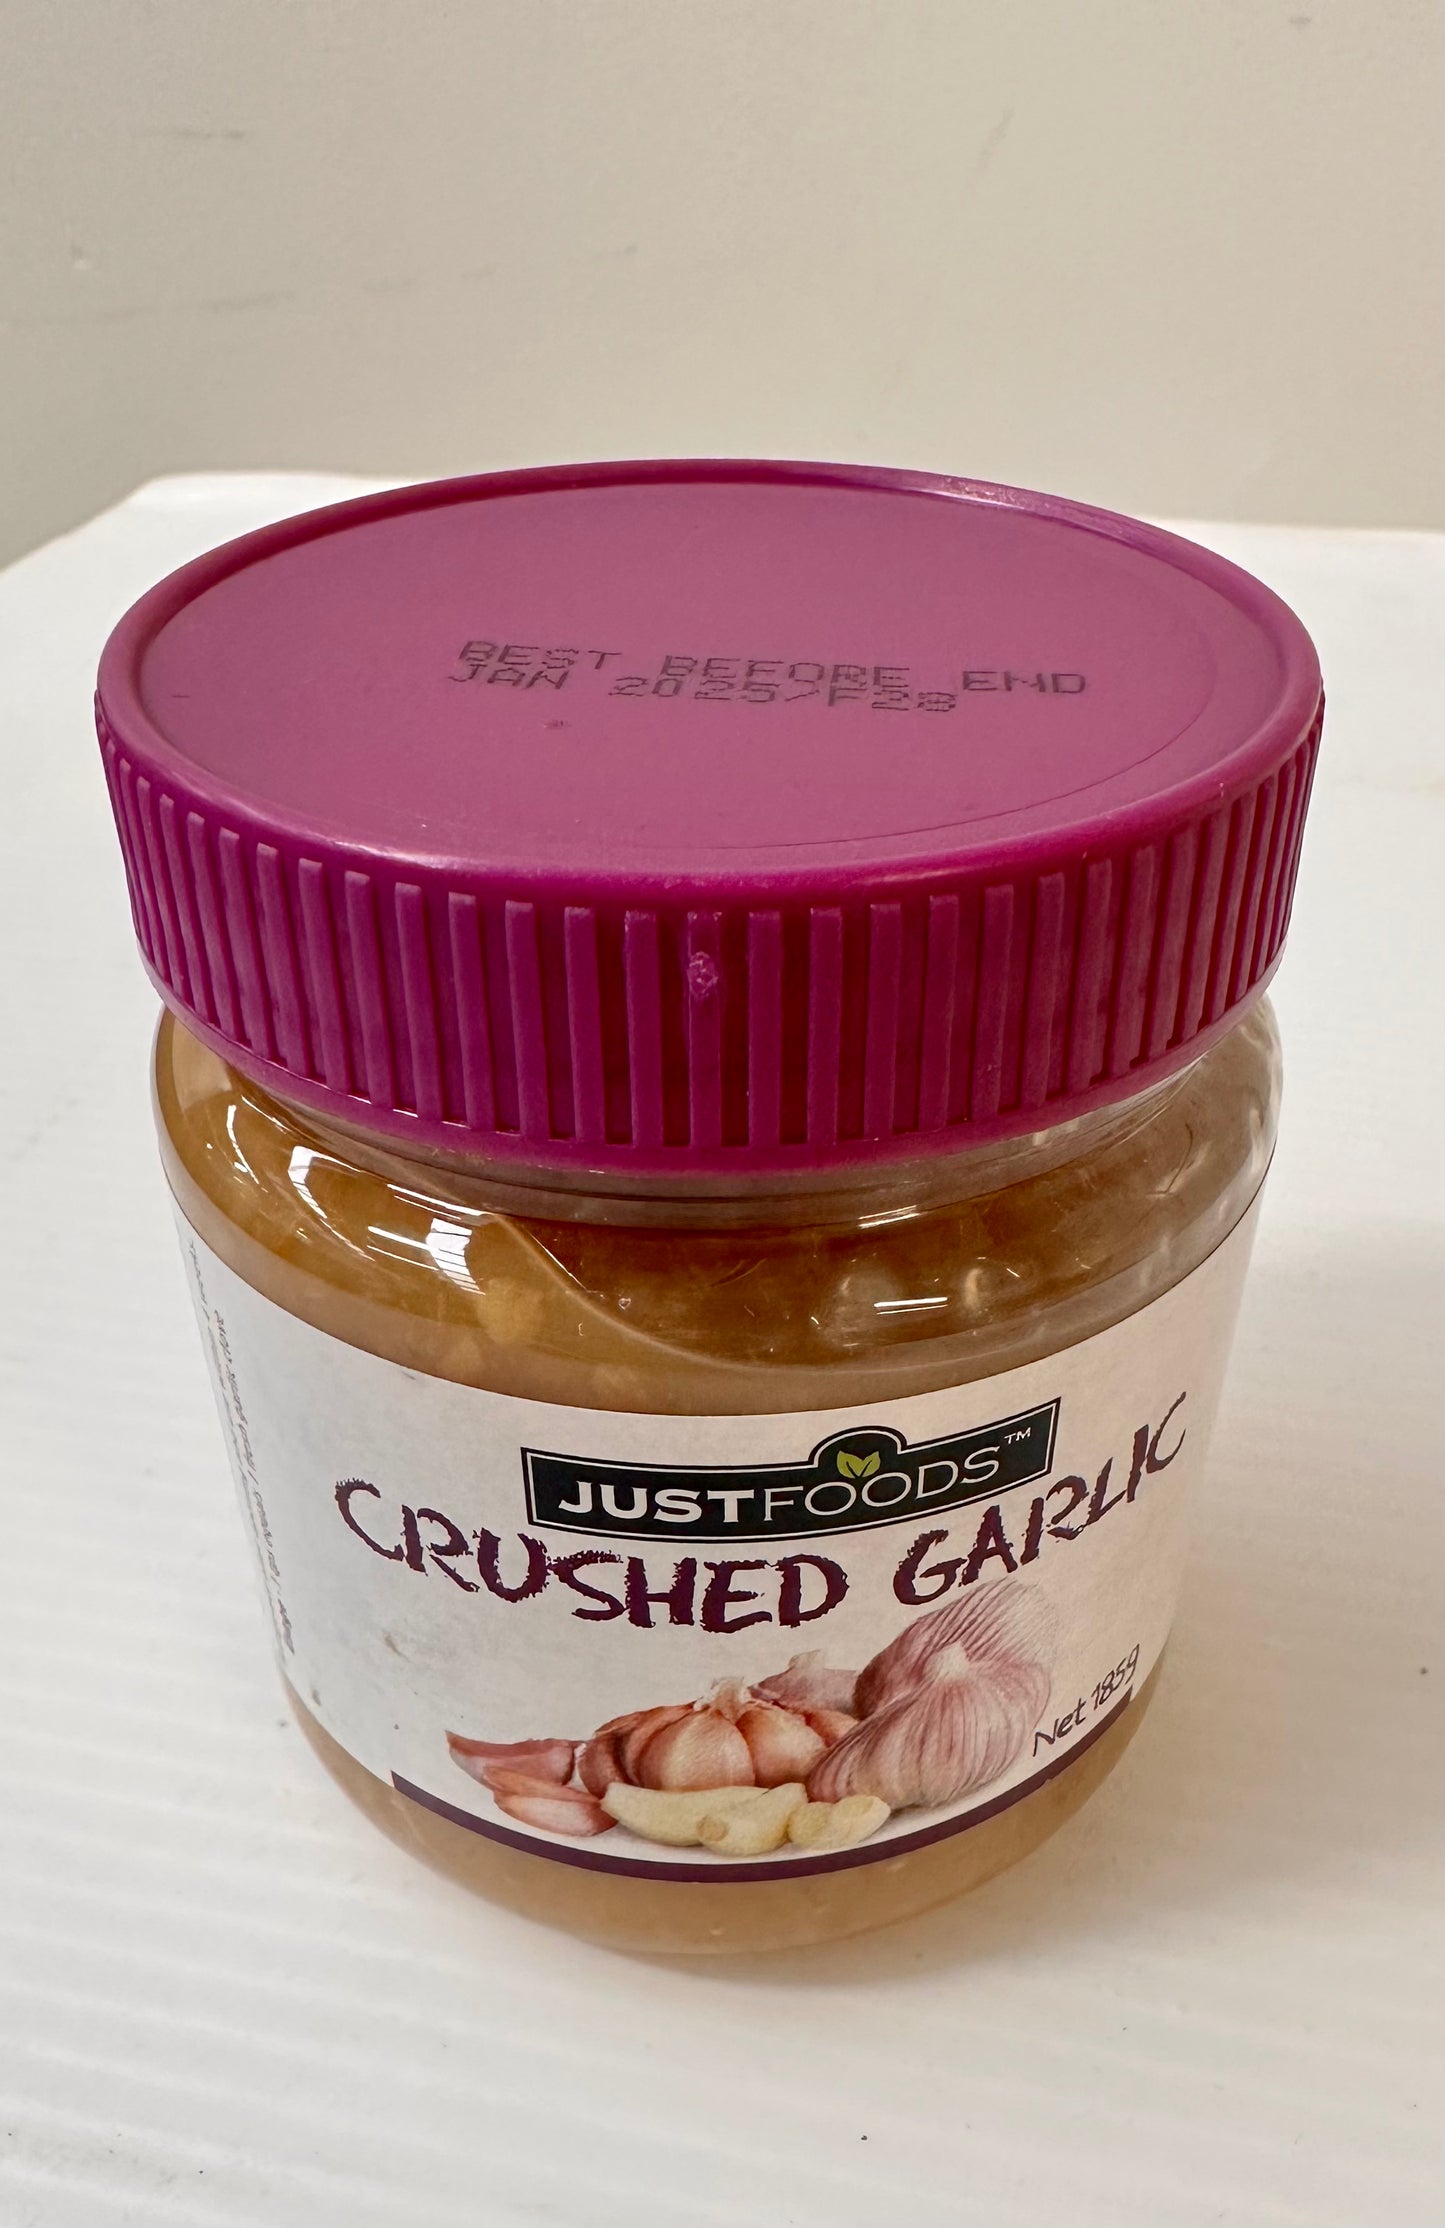 BEST BEFORE END
JAN 2025/F28
JUSTFOODS™
CRUSHED GARLIC
Net 185g